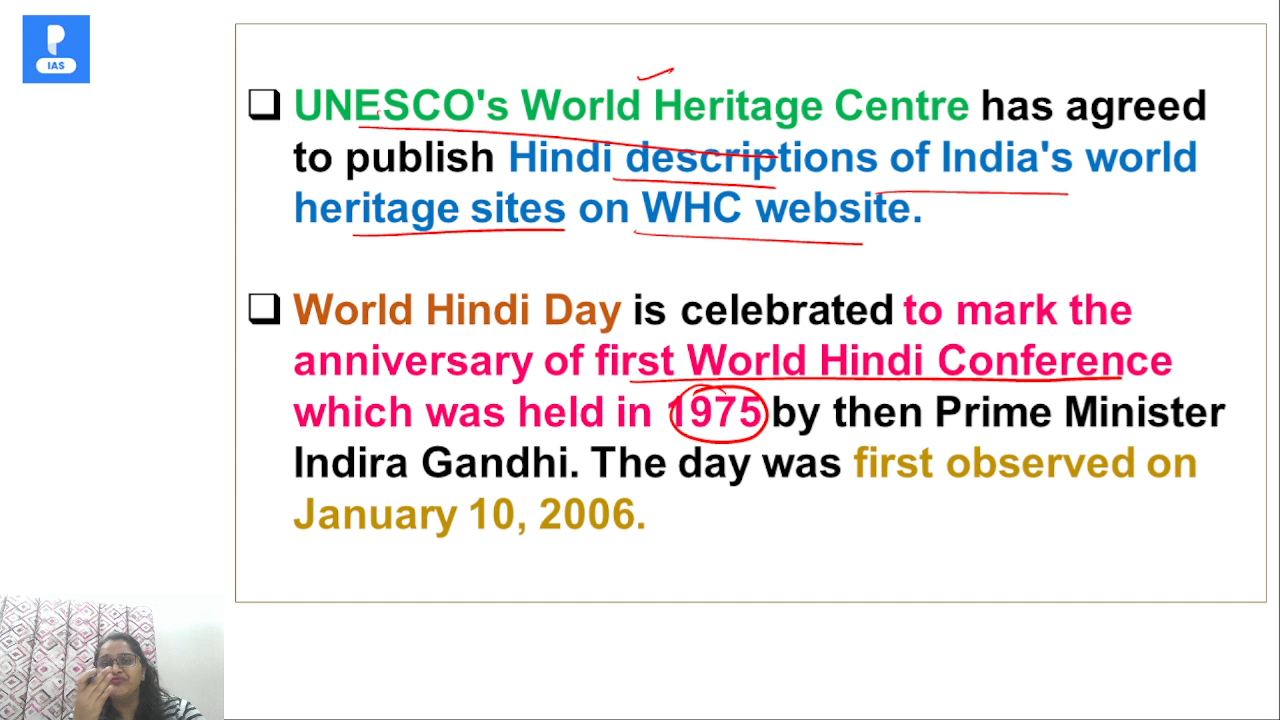 IAS
UNESCO's World Heritage Centre has agreed
to publish Hindi descriptions of India's world
heritage sites on WHC website.
World Hindi Day is celebrated to mark the
anniversary of first World Hindi Conference
which was held in 1975 by then Prime Minister
Indira Gandhi. The day was first observed on
January 10, 2006.